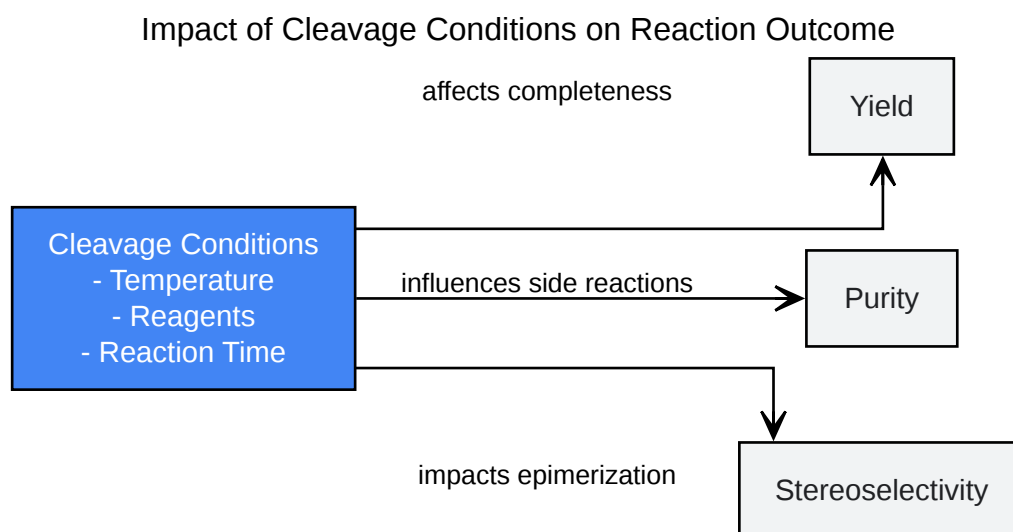 Impact of Cleavage Conditions on Reaction Outcome
affects completeness
Yield
Cleavage Conditions
- Temperature
- Reagents
- Reaction Time
influences side reactions
Purity
impacts epimerization
Stereoselectivity